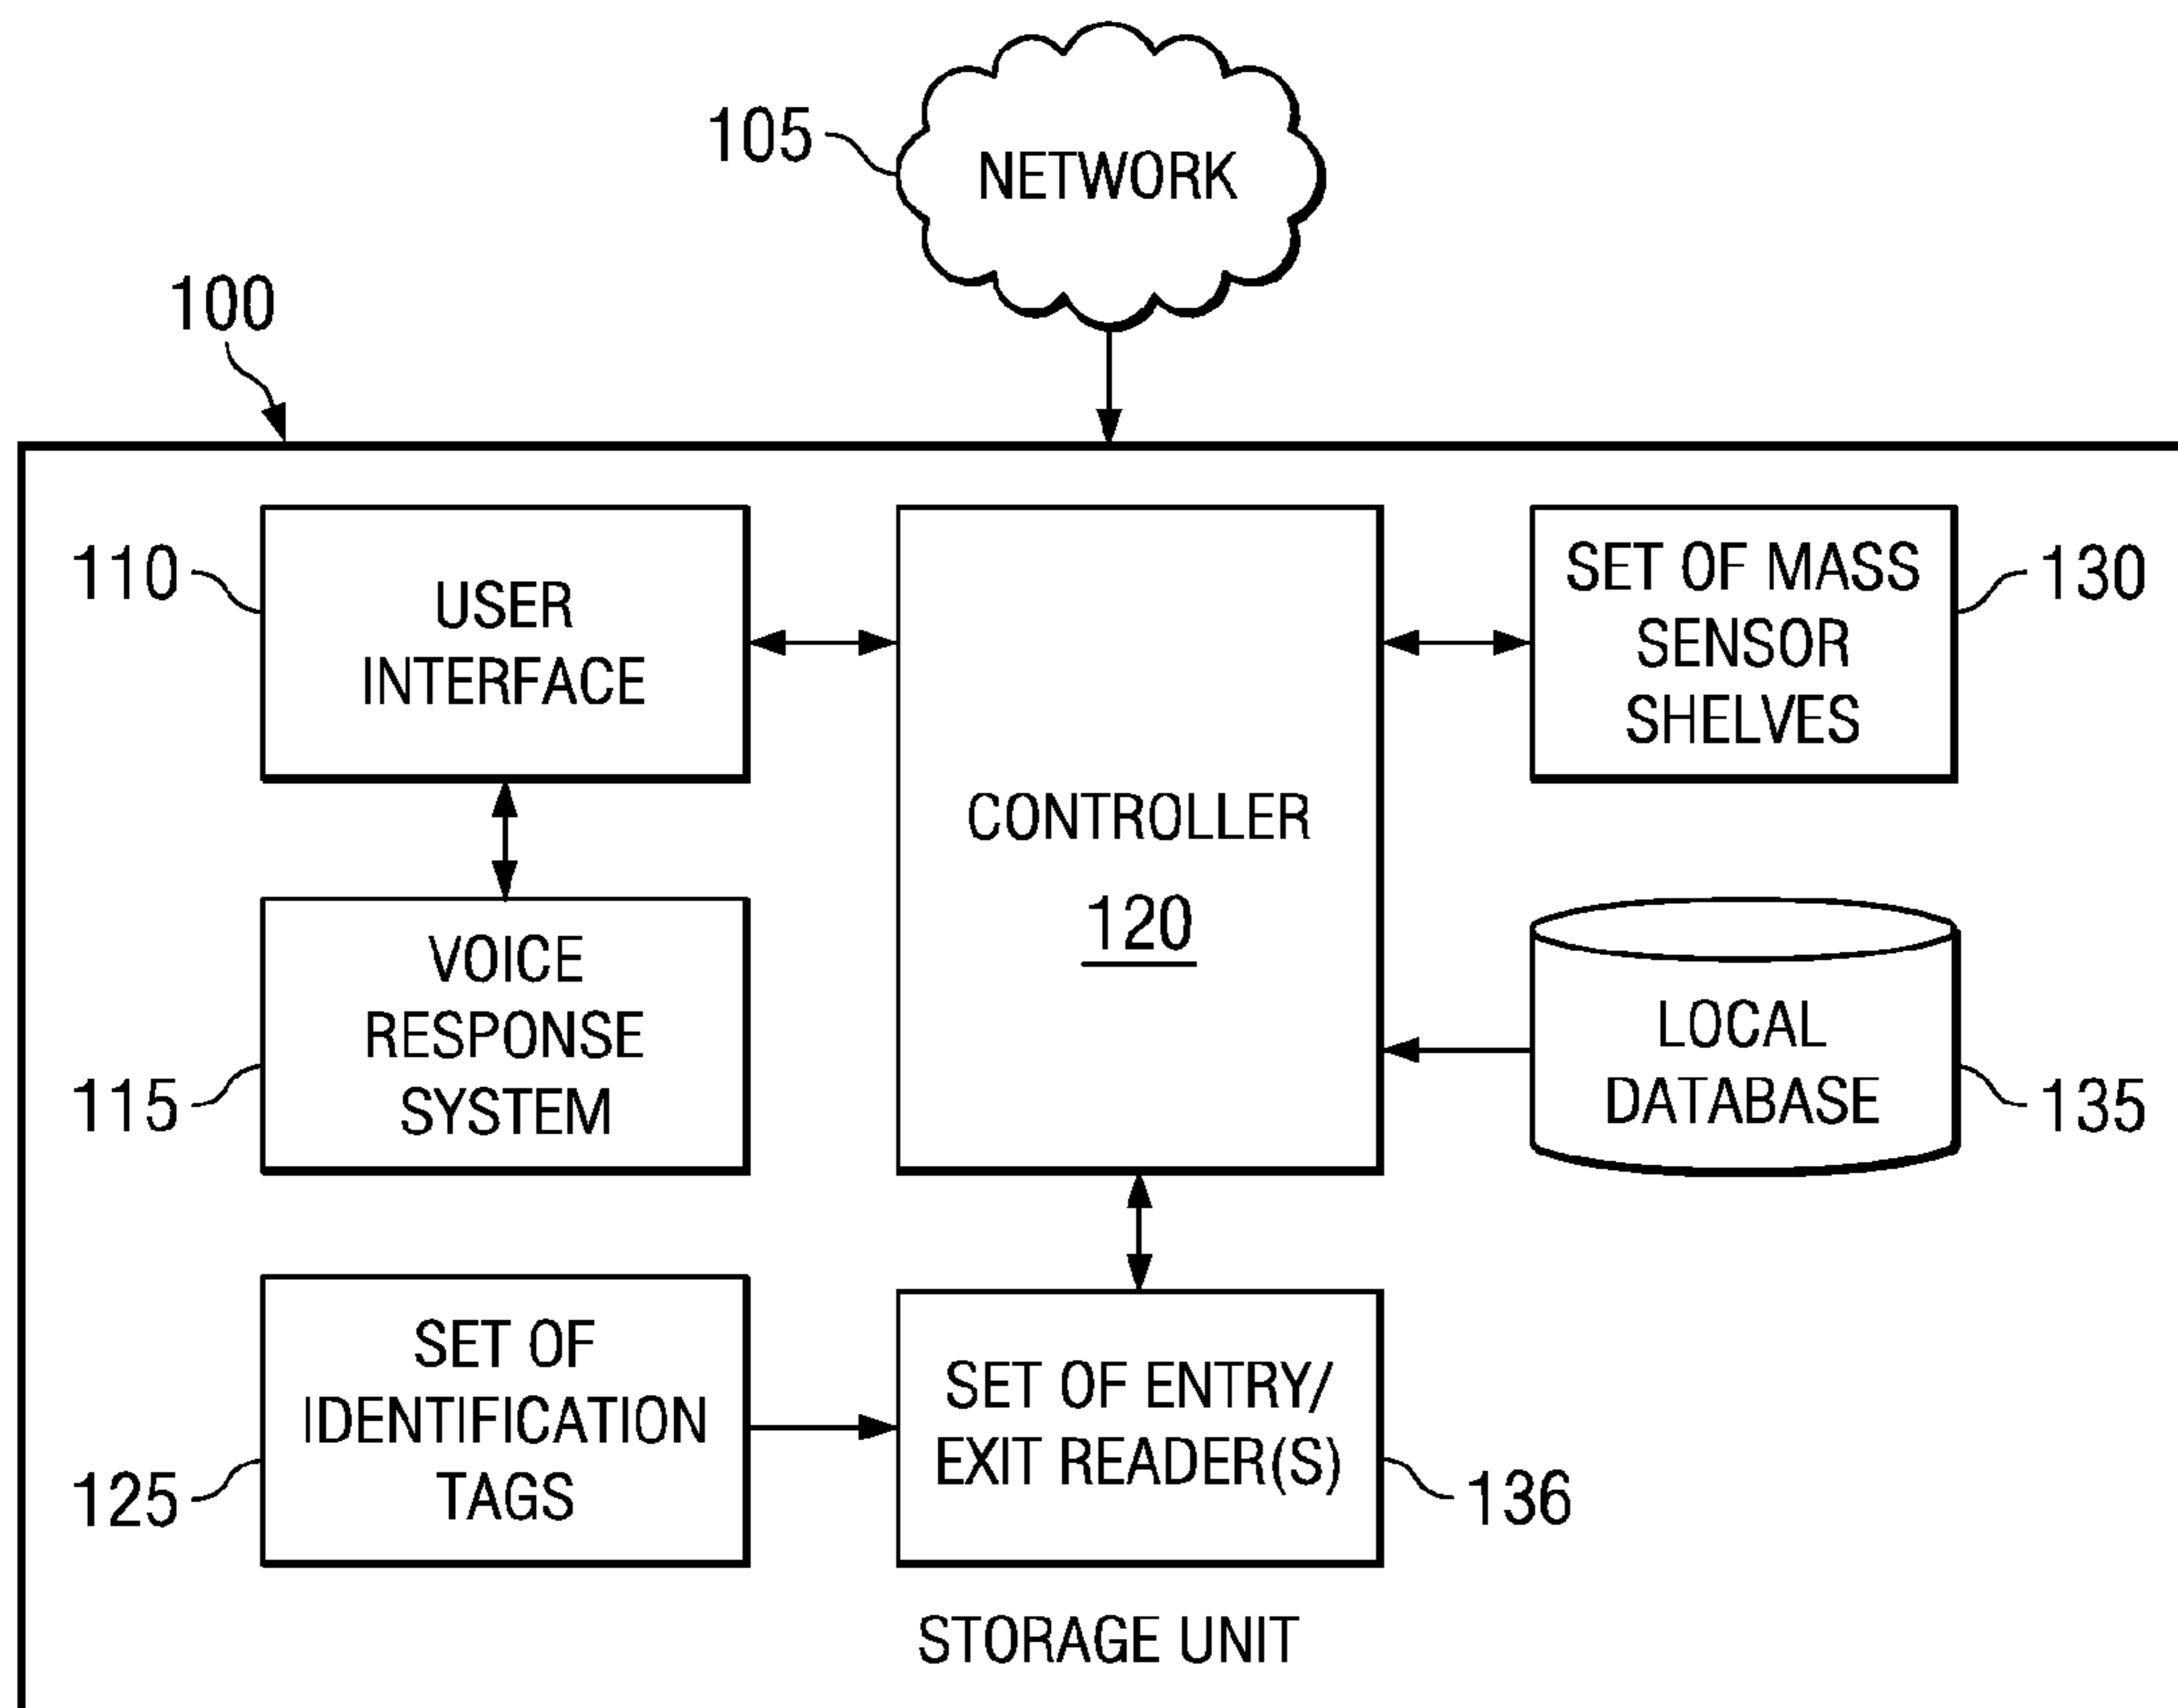 105
NETWORK
100
110
USER
INTERFACE
CONTROLLER
120
SET OF MASS
SENSOR
SHELVES
130
VOICE
RESPONSE
SYSTEM
115
LOCAL
DATABASE
135
SET OF
IDENTIFICATION
TAGS
125
SET OF ENTRY/
EXIT READER(S)
136
STORAGE UNIT